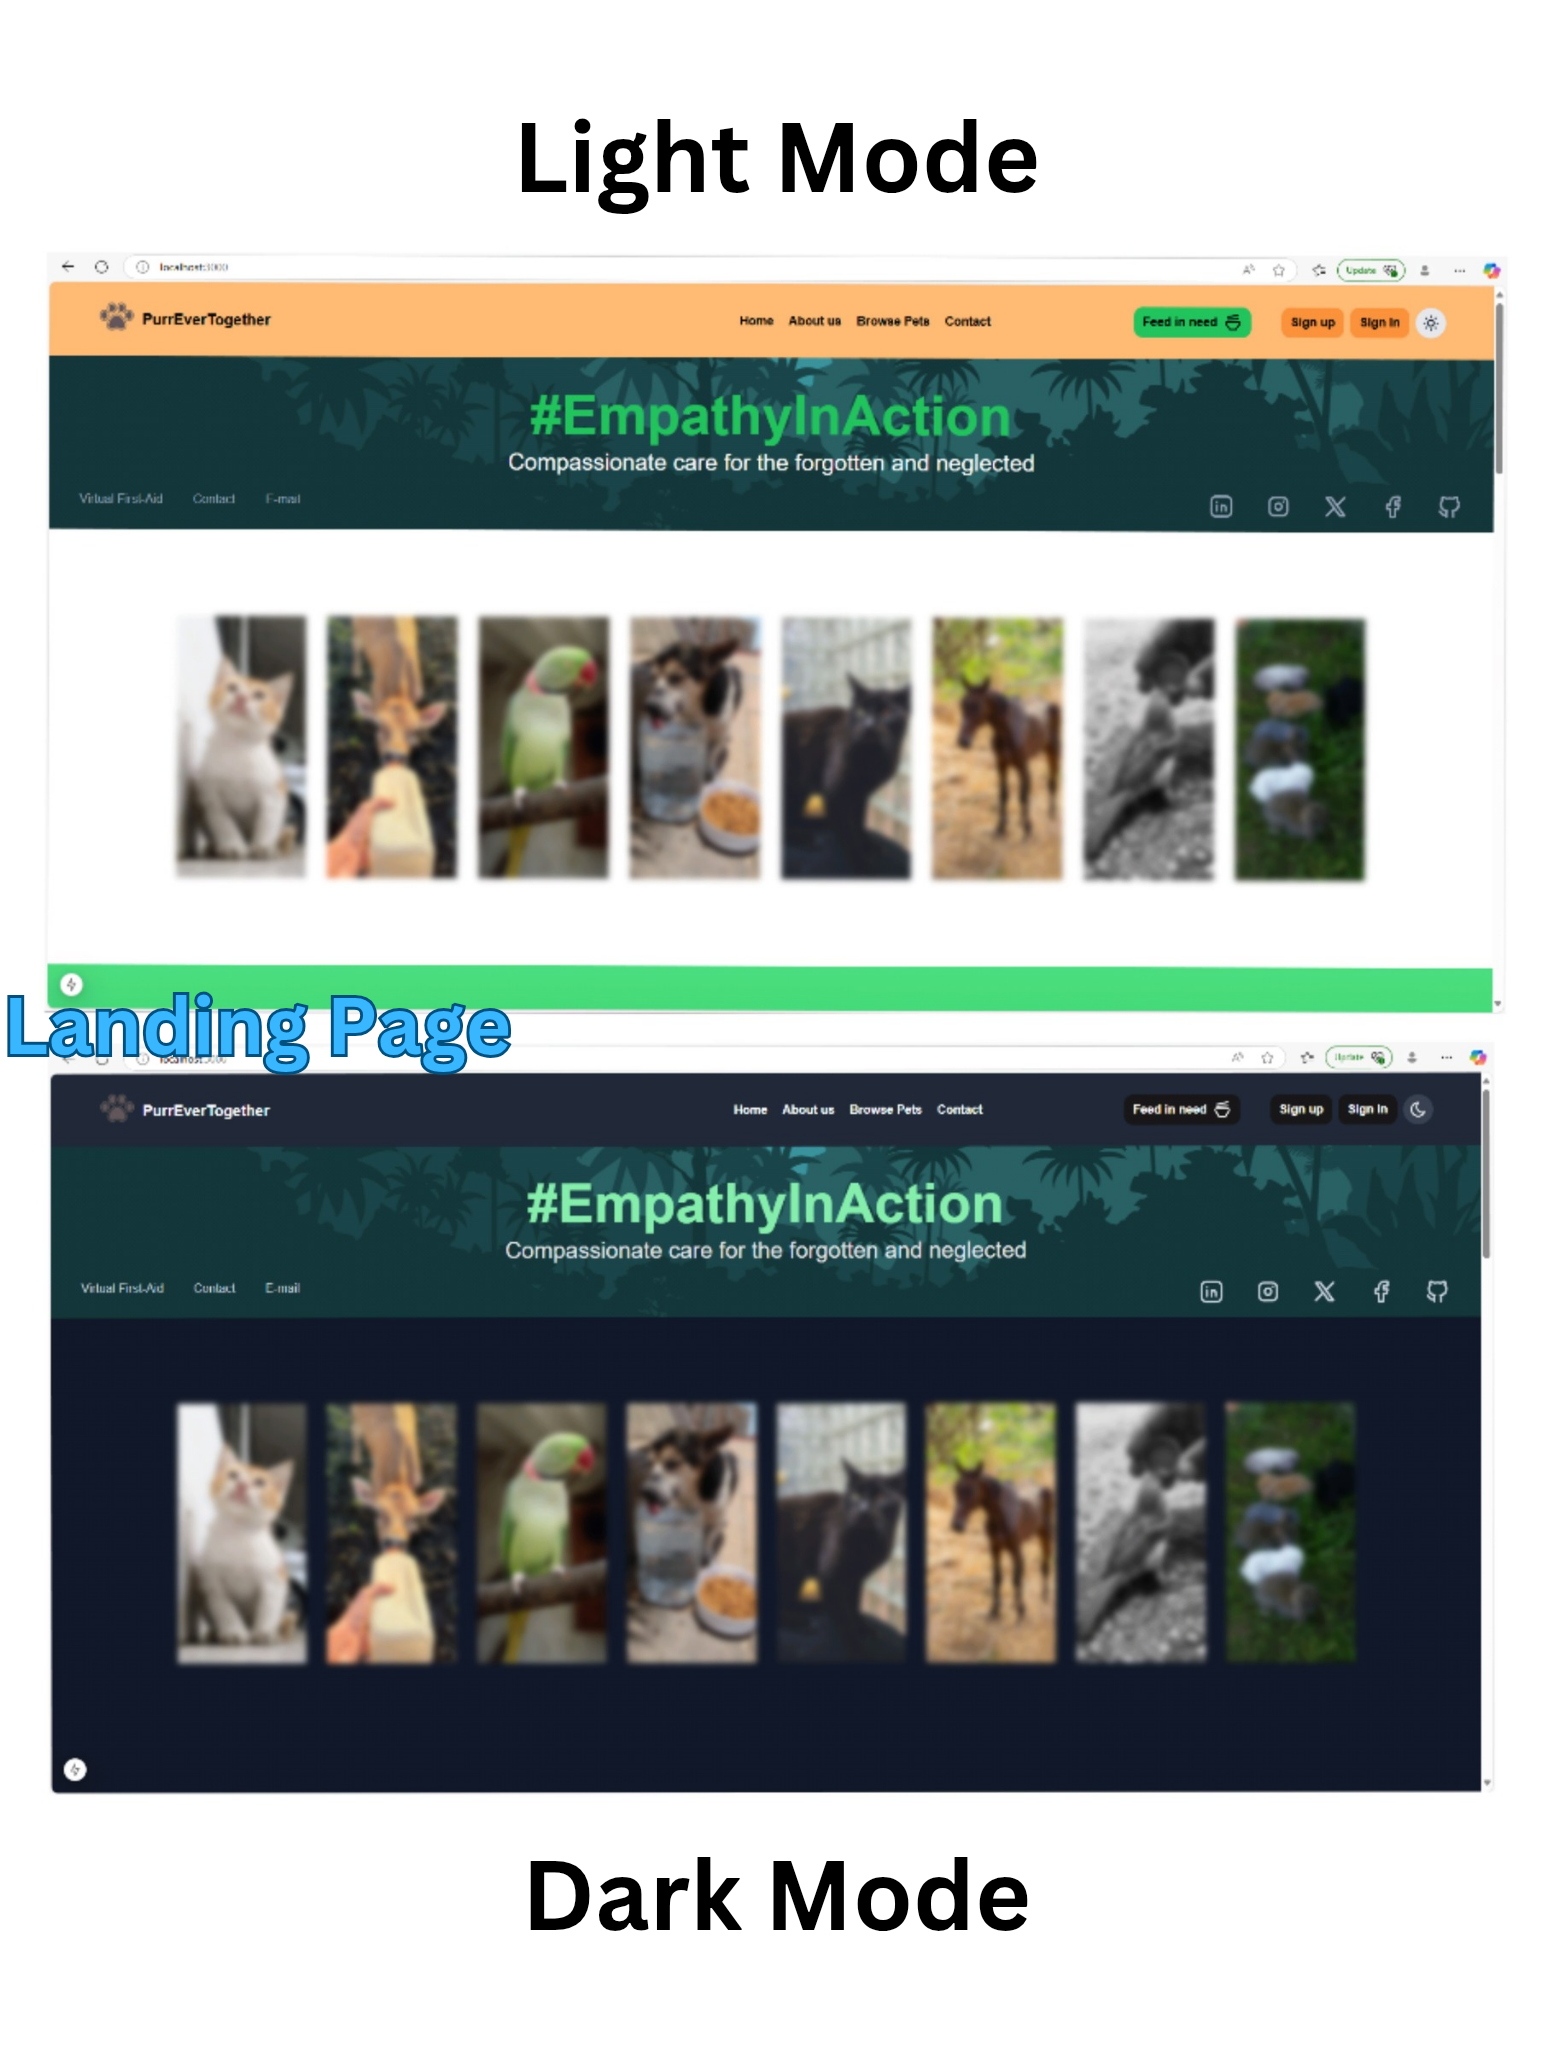 Light Mode
localhost:3000
Update
PurrEverTogether
Home About us Browse Pets Contact
Feed in need
Sign up Sign In
#EmpathyInAction
Compassionate care for the forgotten and neglected
Virtual First-Aid Contact E-mail
Landing Page
localhost:3000
Update
PurrEverTogether
Home About us Browse Pets Contact
Feed in need
Sign up Sign In
#EmpathyInAction
Compassionate care for the forgotten and neglected
Virtual First-Aid Contact E-mail
Dark Mode